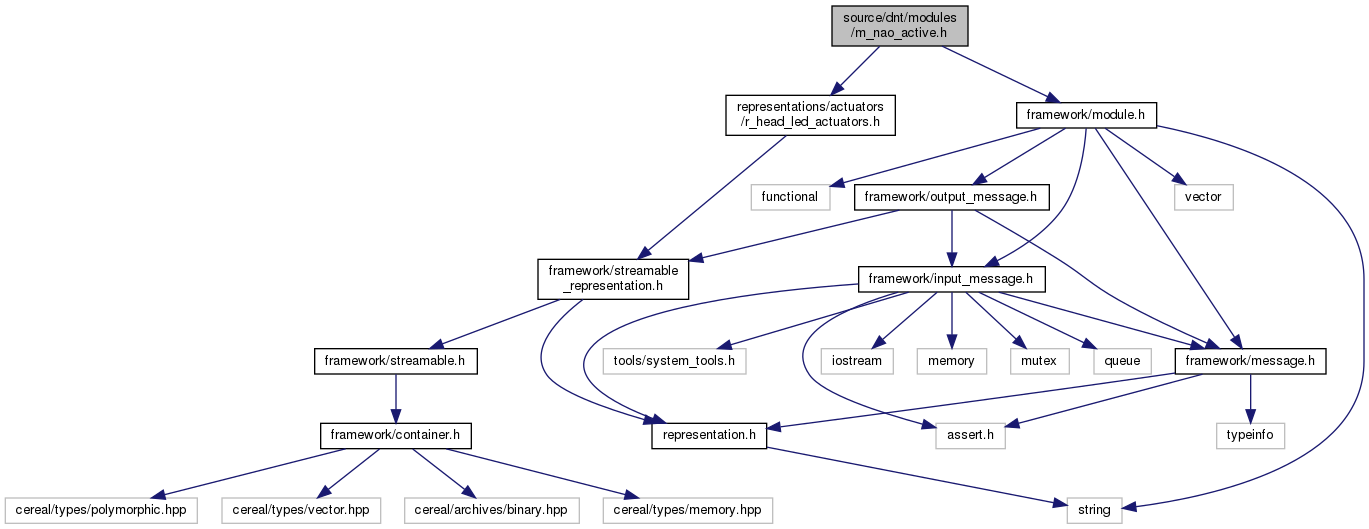 source/dnt/modules
/m_nao_active.h
representations/actuators
/r_head_led_actuators.h
framework/module.h
functional
framework/output_message.h
vector
framework/streamable
_representation.h
framework/input_message.h
framework/streamable.h
tools/system_tools.h
iostream
memory
mutex
queue
framework/message.h
framework/container.h
representation.h
assert.h
typeinfo
cereal/types/polymorphic.hpp
cereal/types/vector.hpp
cereal/archives/binary.hpp
cereal/types/memory.hpp
string